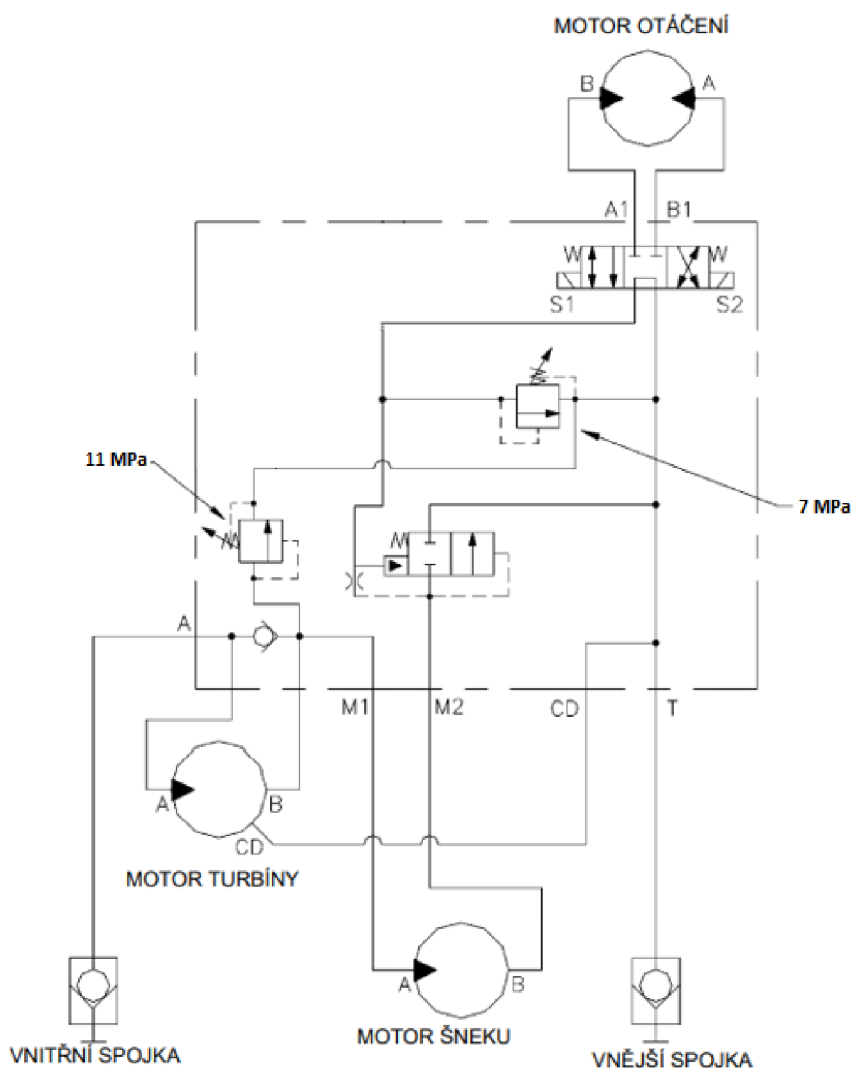 MOTOR OTÁČENÍ
B
A
A1
B1
S1
S2
11 MPa
7 MPa
A
M1
M2
CD
T
A
B
CD
MOTOR TURBÍNY
A
B
MOTOR ŠNEKU
VNITŘNÍ SPOJKA
VNĚJŠÍ SPOJKA